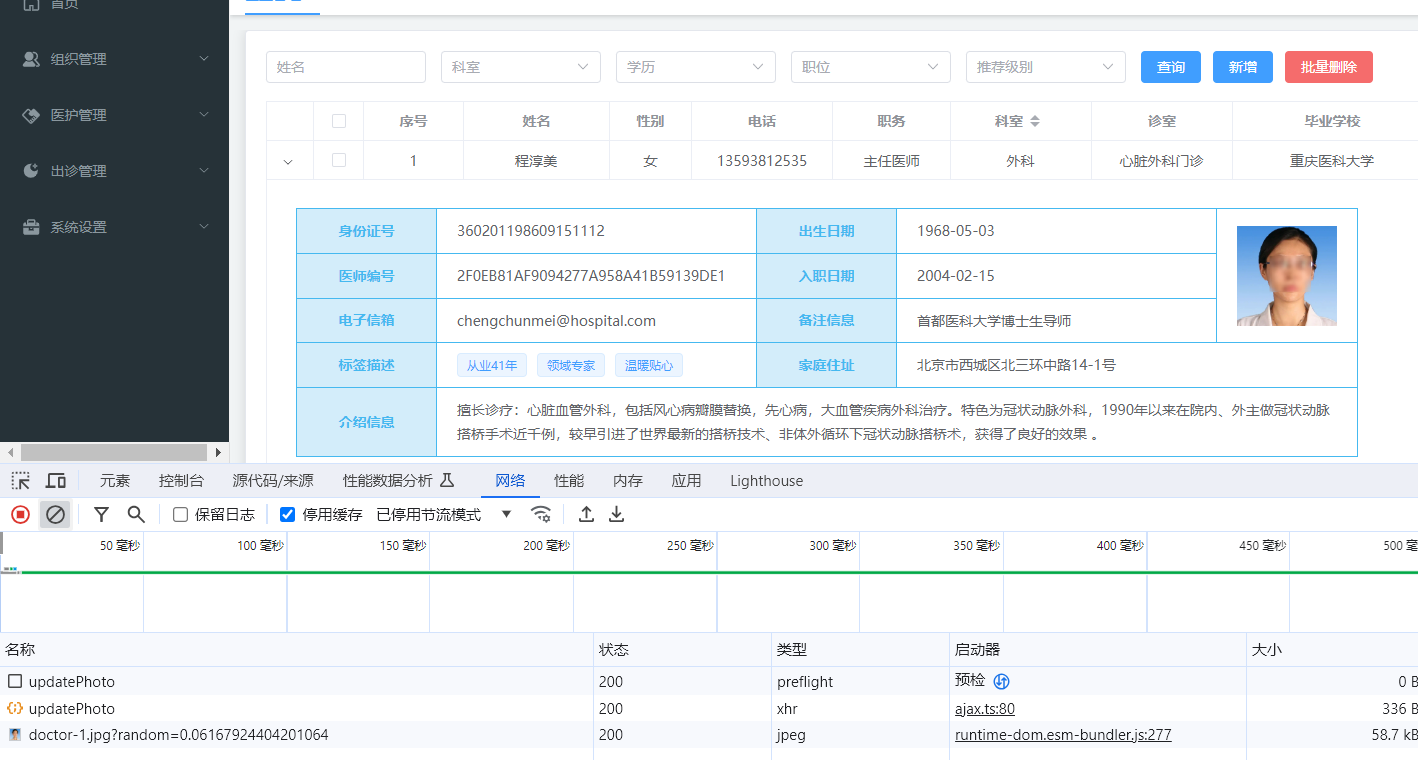 首页
组织管理
医护管理
出诊管理
系统设置
姓名 科室 学历 职位 推荐级别 查询 新增 批量删除
序号 姓名 性别 电话 职务 科室 诊室 毕业学校
1 程淳美 女 13593812535 主任医师 外科 心脏外科门诊 重庆医科大学
身份证号 360201198609151112 出生日期 1968-05-03
医师编号 2F0EB81AF9094277A958A41B59139DE1 入职日期 2004-02-15
电子信箱 chengchunmei@hospital.com 备注信息 首都医科大学博士生导师
标签描述 从业41年 领域专家 温暖贴心 家庭住址 北京市西城区北三环中路14-1号
介绍信息 擅长诊疗：心脏血管外科，包括风心病瓣膜替换，先心病，大血管疾病外科治疗。特色为冠状动脉外科，1990年以来在院内、外主做冠状动脉
搭桥手术近千例，较早引进了世界最新的搭桥技术、非体外循环下冠状动脉搭桥术，获得了良好的效果 。
元素 控制台 源代码/来源 性能数据分析 网络 性能 内存 应用 Lighthouse
保留日志 停用缓存 已停用节流模式
50 毫秒 100 毫秒 150 毫秒 200 毫秒 250 毫秒 300 毫秒 350 毫秒 400 毫秒 450 毫秒 500 毫
名称 状态 类型 启动器 大小
updatePhoto 200 preflight 预检 0 B
updatePhoto 200 xhr ajax.ts:80 336 B
doctor-1.jpg?random=0.06167924404201064 200 jpeg runtime-dom.esm-bundler.js:277 58.7 kB